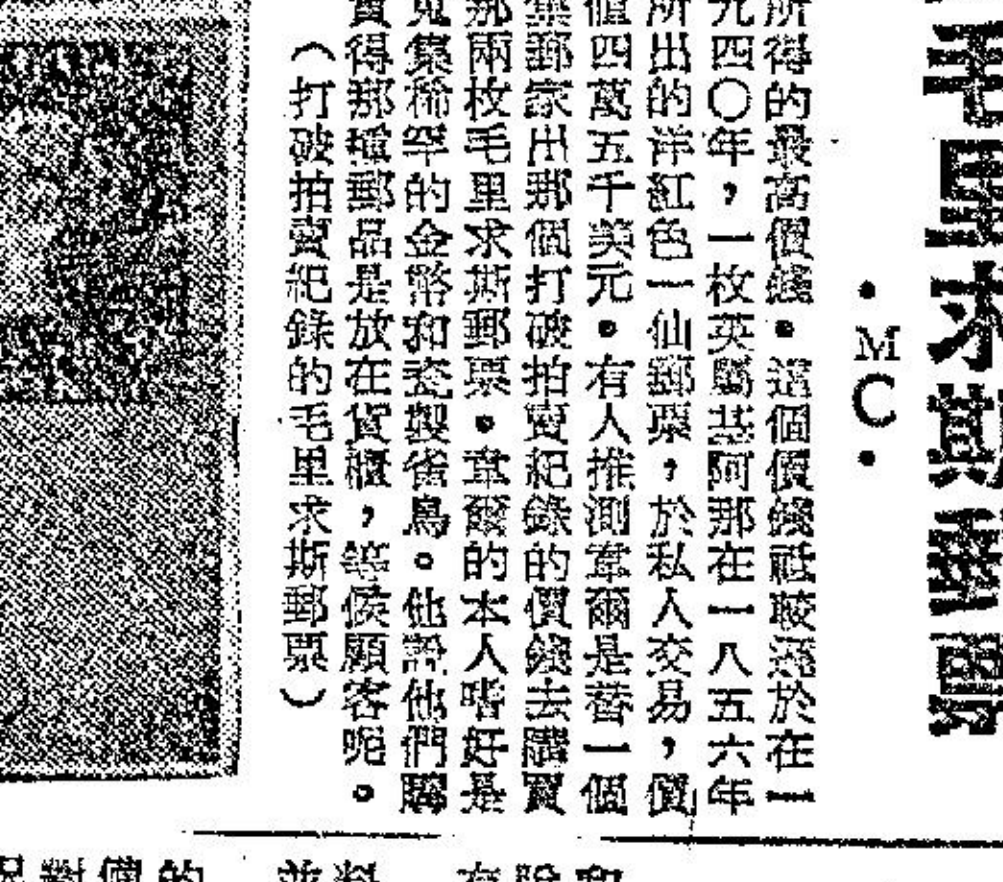 毛里求斯郵票
•MC•
所得的最高價錢。這個價錢祗較遜於在一
九四〇年，一枚英屬基阿那在一八五六年
所出的洋紅色一仙郵票，於私人交易，價
值四萬五千美元。有人推測韋爾是替一個
集郵家出那個打破拍賣紀錄的價錢去購買
那兩枚毛里求斯郵票。韋爾的本人嗜好是
蒐集稀罕的金幣和瓷製雀鳥。他說他們購
買得那種郵品是放在貨櫃，等侯顧客呢。
（打破拍賣紀錄的毛里求斯郵票）